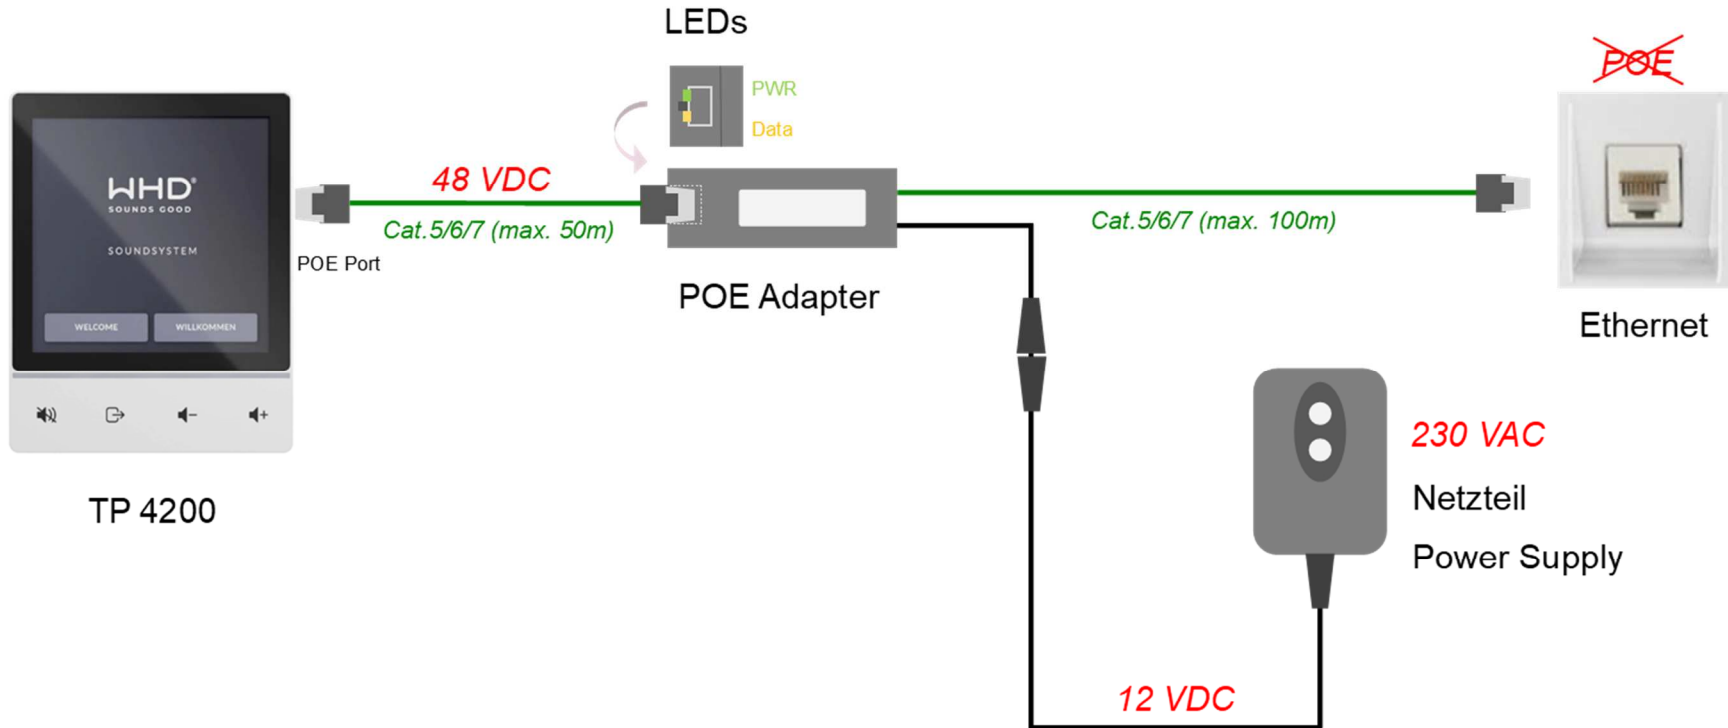 LEDs
PWR
Data
POE
WHD®
SOUNDS GOOD
SOUNDSYSTEM
WELCOME
WILLKOMMEN
48 VDC
Cat.5/6/7 (max. 50m)
POE Port
POE Adapter
Cat.5/6/7 (max. 100m)
Ethernet
TP 4200
230 VAC
Netzteil
Power Supply
12 VDC